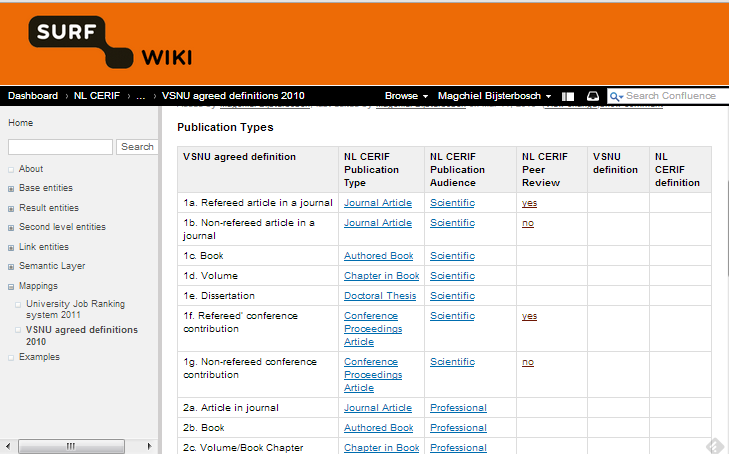 SURF
WIKI
Dashboard › NL CERIF › ... › VSNU agreed definitions 2010
Browse Magchiel Bijsterbosch Search Confluence
Home
Search
About
Base entities
Result entities
Second level entities
Link entities
Semantic Layer
Mappings
University Job Ranking
system 2011
VSNU agreed definitions
2010
Examples
Publication Types
VSNU agreed definition
NL CERIF
Publication
Type
NL CERIF
Publication
Audience
NL CERIF
Peer
Review
VSNU
definition
NL
CERIF
definition
1a. Refereed article in a journal Journal Article Scientific yes
1b. Non-refereed article in a
journal
Journal Article Scientific no
1c. Book Authored Book Scientific
1d. Volume Chapter in Book Scientific
1e. Dissertation Doctoral Thesis Scientific
1f. Refereed' conference
contribution
Conference
Proceedings
Article
Scientific yes
1g. Non-refereed conference
contribution
Conference
Proceedings
Article
Scientific no
2a. Article in journal Journal Article Professional
2b. Book Authored Book Professional
2c. Volume/Book Chapter Chapter in Book Professional